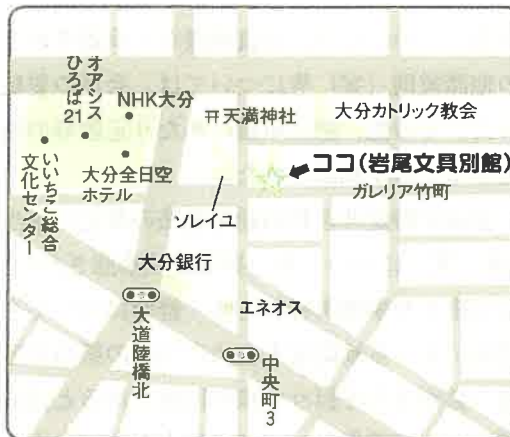 オアシス
ひろば
21
NHK大分
天満神社
大分カトリック教会
いいちこ総合
文化センター
大分全日空
ホテル
ココ(岩尾文具別館)
ガレリア竹町
ソレイユ
大分銀行
エネオス
大道陸橋北
中央町3